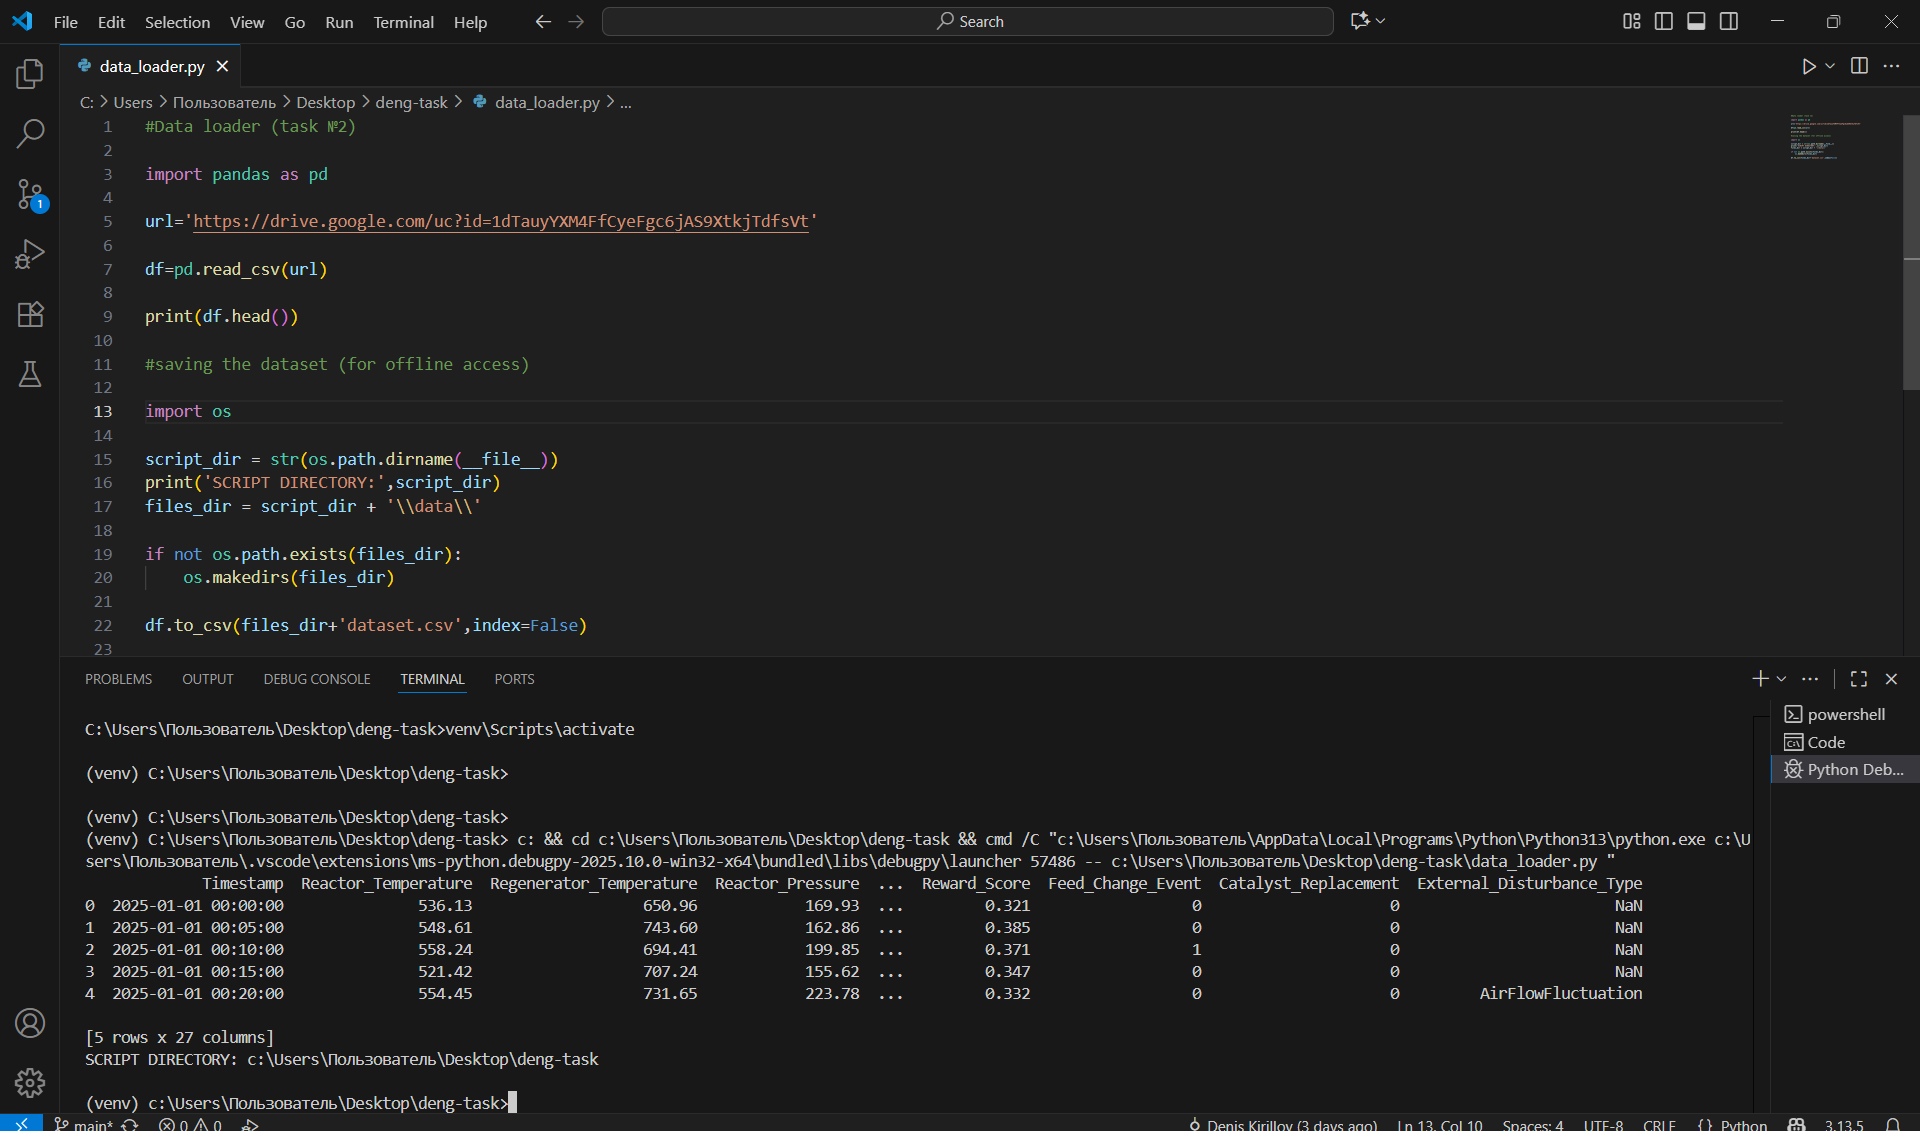 File Edit Selection View Go Run Terminal Help Search
data_loader.py
C: > Users > Пользователь > Desktop > deng-task > data_loader.py > ...
1 #Data loader (task №2)
2
3 import pandas as pd
4
5 url='https://drive.google.com/uc?id=1dTauyYXM4FfCyeFgc6jAS9XtkjTdfsVt'
6
7 df=pd.read_csv(url)
8
9 print(df.head())
10
11 #saving the dataset (for offline access)
12
13 import os
14
15 script_dir = str(os.path.dirname(__file__))
16 print('SCRIPT DIRECTORY:',script_dir)
17 files_dir = script_dir + '\\data\\'
18
19 if not os.path.exists(files_dir):
20 os.makedirs(files_dir)
21
22 df.to_csv(files_dir+'dataset.csv',index=False)
23
1
PROBLEMS OUTPUT DEBUG CONSOLE TERMINAL PORTS
powershell
Code
Python Deb...
C:\Users\Пользователь\Desktop\deng-task>venv\Scripts\activate
(venv) C:\Users\Пользователь\Desktop\deng-task>
(venv) C:\Users\Пользователь\Desktop\deng-task>
(venv) C:\Users\Пользователь\Desktop\deng-task> c: && cd c:\Users\Пользователь\Desktop\deng-task && cmd /C "c:\Users\Пользователь\AppData\Local\Programs\Python\Python313\python.exe c:\U
sers\Пользователь\.vscode\extensions\ms-python.debugpy-2025.10.0-win32-x64\bundled\libs\debugpy\launcher 57486 -- c:\Users\Пользователь\Desktop\deng-task\data_loader.py "
Timestamp Reactor_Temperature Regenerator_Temperature Reactor_Pressure ... Reward_Score Feed_Change_Event Catalyst_Replacement External_Disturbance_Type
0 2025-01-01 00:00:00 536.13 650.96 169.93 ... 0.321 0 0 NaN
1 2025-01-01 00:05:00 548.61 743.60 162.86 ... 0.385 0 0 NaN
2 2025-01-01 00:10:00 558.24 694.41 199.85 ... 0.371 1 0 NaN
3 2025-01-01 00:15:00 521.42 707.24 155.62 ... 0.347 0 0 NaN
4 2025-01-01 00:20:00 554.45 731.65 223.78 ... 0.332 0 0 AirFlowFluctuation
[5 rows x 27 columns]
SCRIPT DIRECTORY: c:\Users\Пользователь\Desktop\deng-task
(venv) c:\Users\Пользователь\Desktop\deng-task>
main* 0 0 Denis Kirillov (3 days ago) Ln 13, Col 10 Spaces: 4 UTF-8 CRLF {} Python 3.13.5